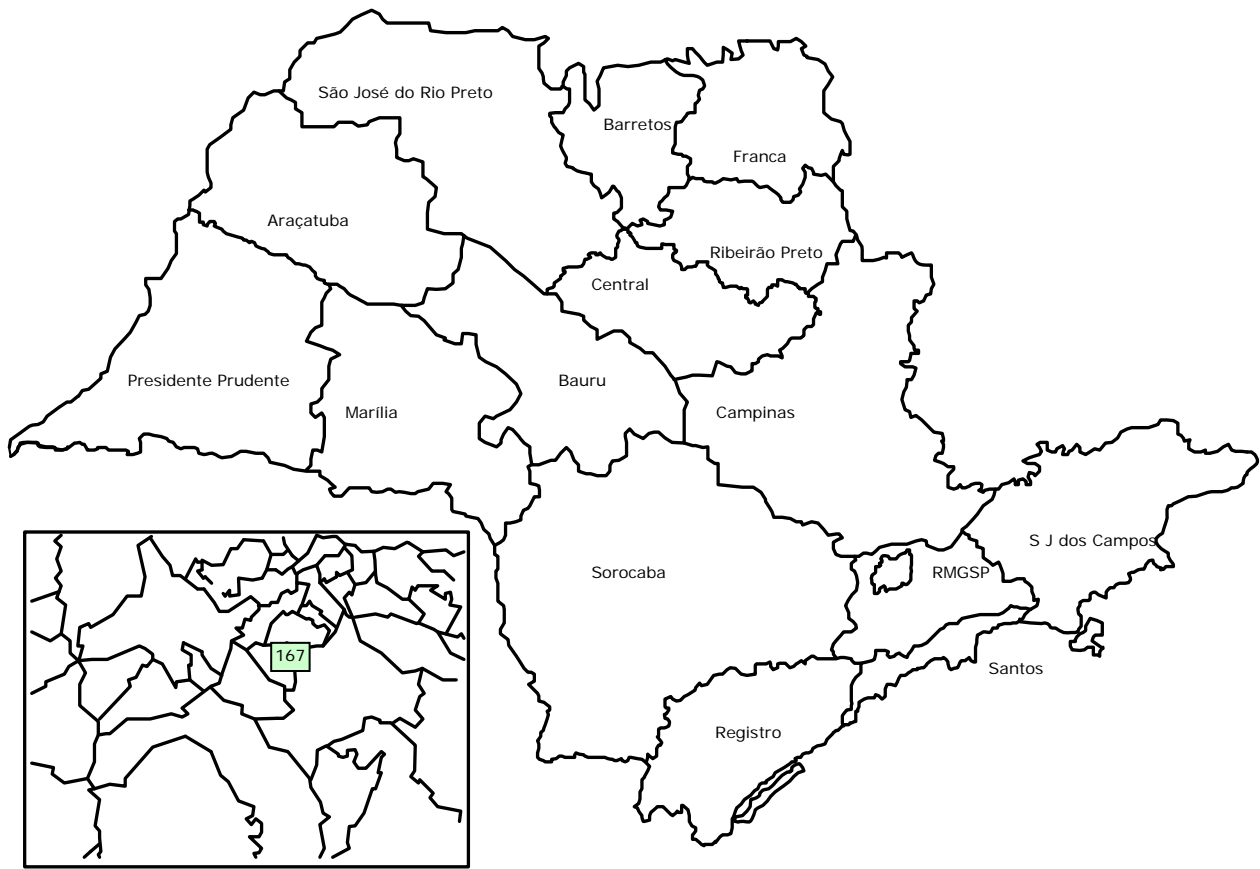 São José do Rio Preto
Barretos
Franca
Araçatuba
Ribeirão Preto
Central
Presidente Prudente
Bauru
Marília
Campinas
S J dos Campos
Sorocaba
RMGSP
167
Santos
Registro